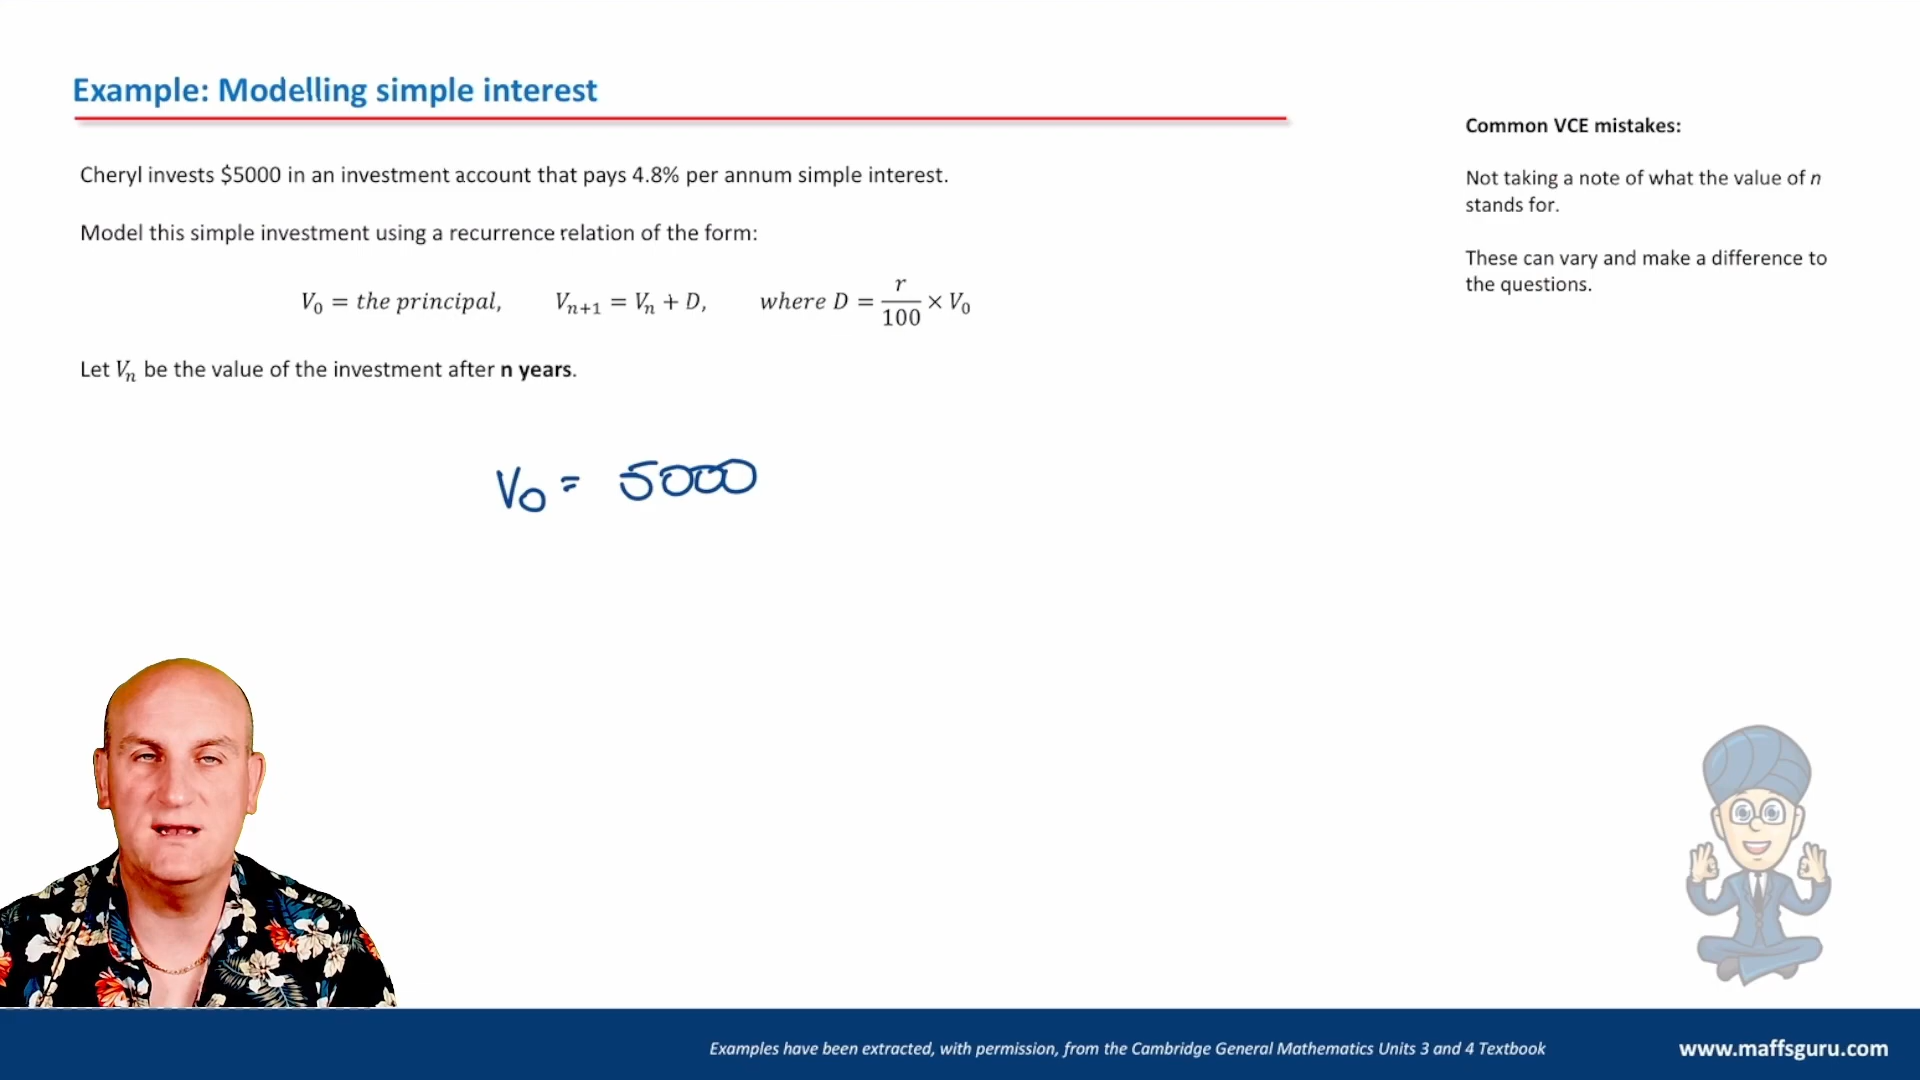 Example: Modelling simple interest
Cheryl invests $5000 in an investment account that pays 4.8% per annum simple interest.
Model this simple investment using a recurrence relation of the form:
V₀ = the principal, Vₙ₊₁ = Vₙ + D, where D = r/100 × V₀
Let Vₙ be the value of the investment after n years.
V₀ = 5000
Common VCE mistakes:
Not taking a note of what the value of n
stands for.
These can vary and make a difference to
the questions.
Examples have been extracted, with permission, from the Cambridge General Mathematics Units 3 and 4 Textbook
www.maffsguru.com